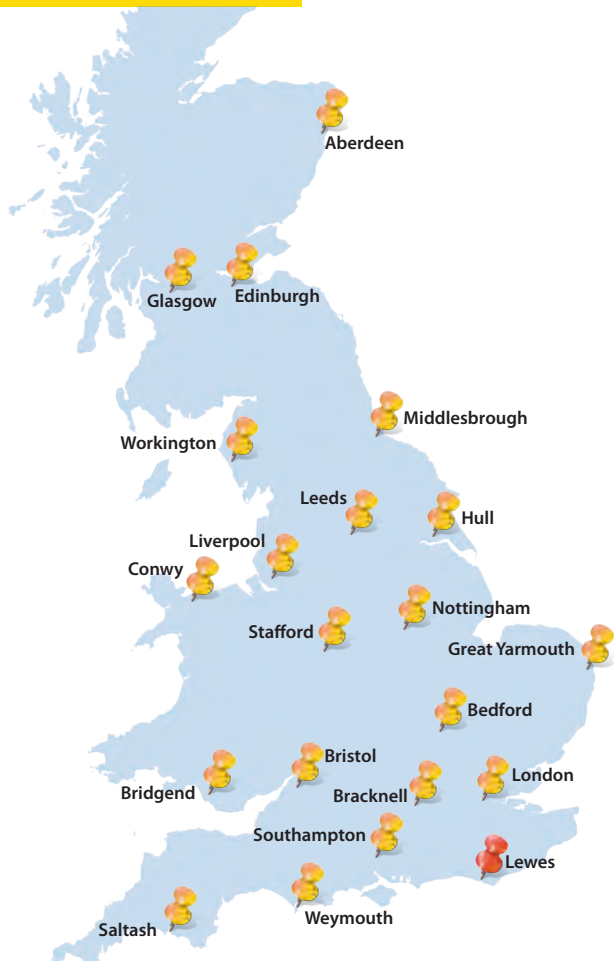 Aberdeen
Glasgow
Edinburgh
Middlesbrough
Workington
Leeds
Hull
Liverpool
Conwy
Nottingham
Stafford
Great Yarmouth
Bedford
Bristol
London
Bridgend
Bracknell
Southampton
Lewes
Weymouth
Saltash